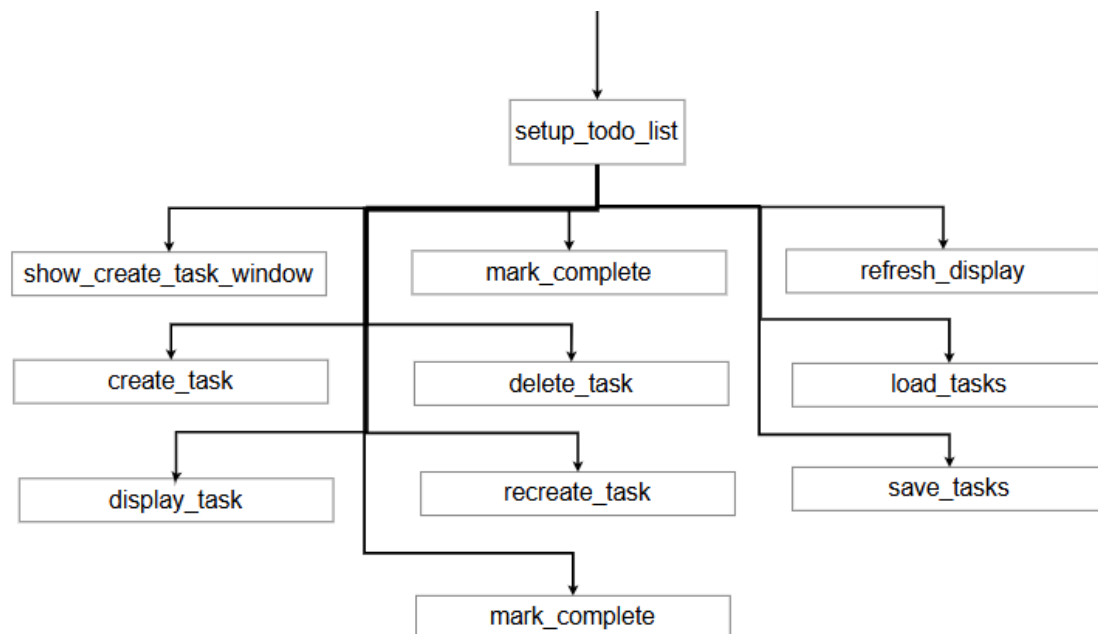 setup_todo_list
show_create_task_window
mark_complete
refresh_display
create_task
delete_task
load_tasks
display_task
recreate_task
save_tasks
mark_complete